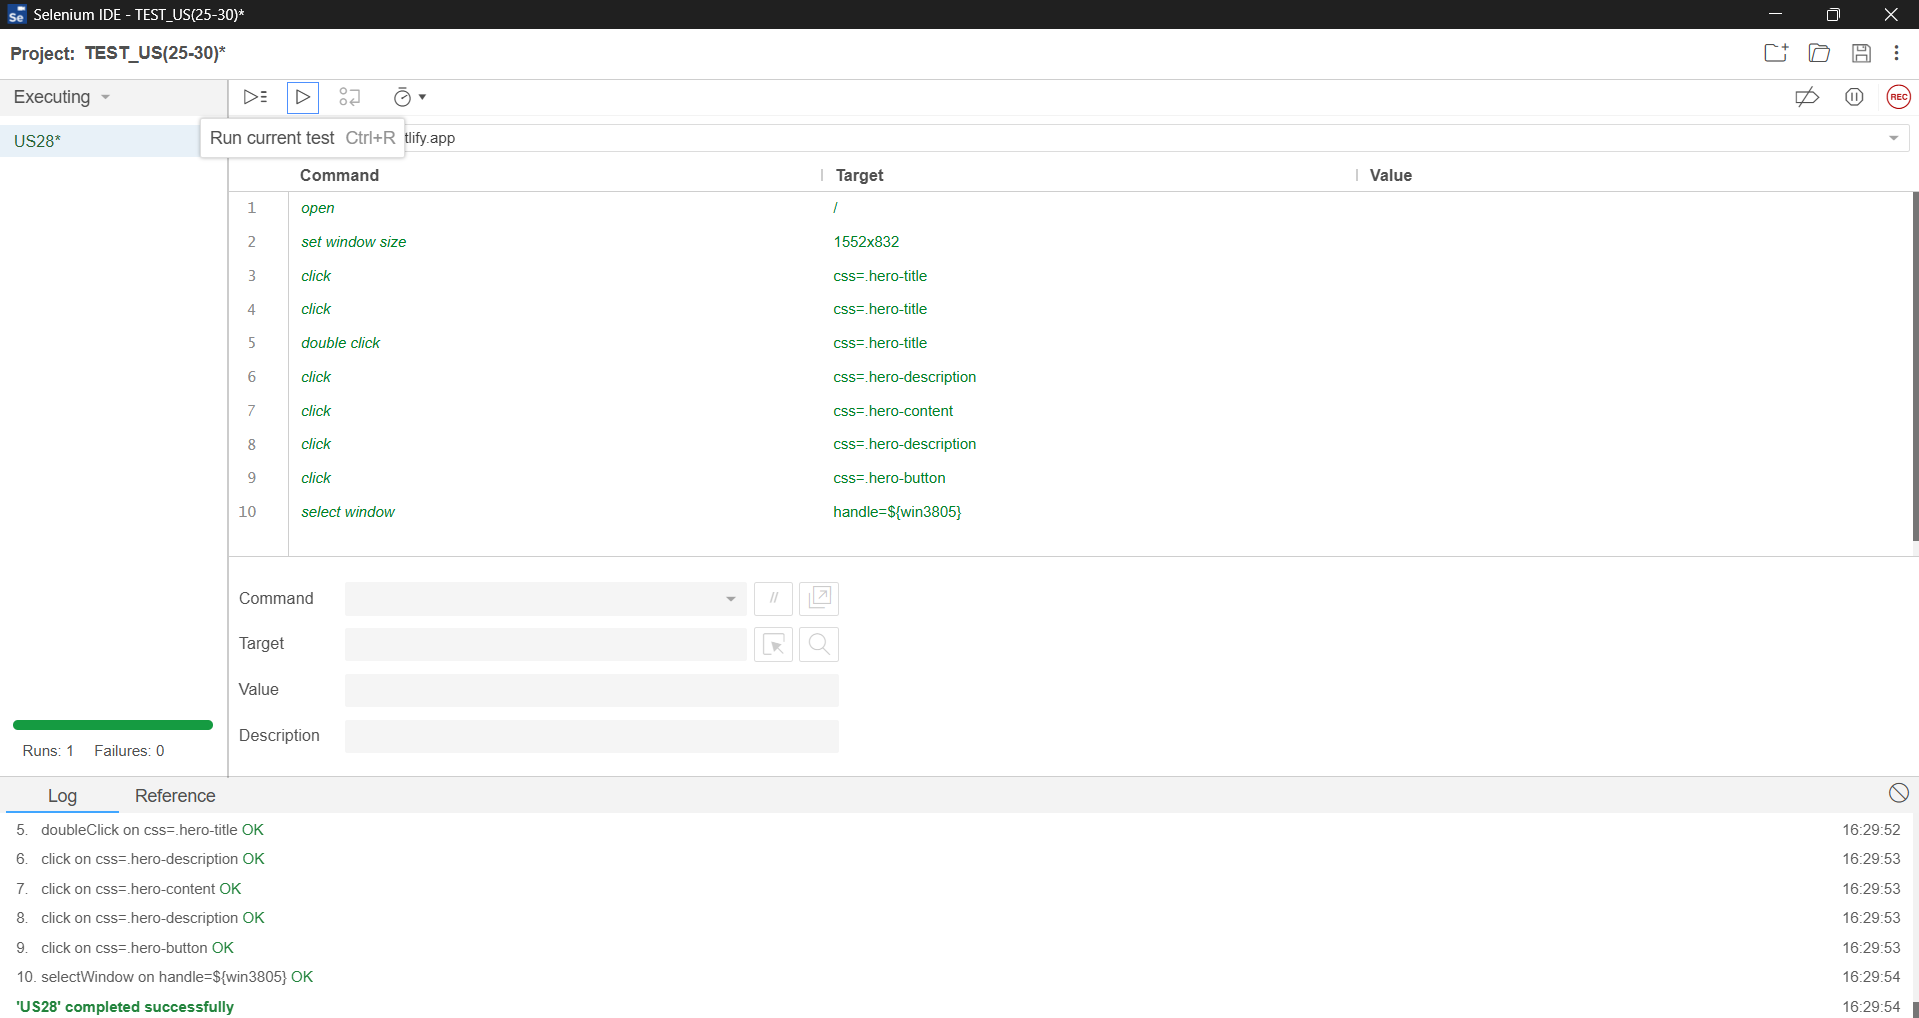 Se Selenium IDE - TEST_US(25-30)*
Project: TEST_US(25-30)*
Executing
REC
US28*
Run current test Ctrl+R
tlify.app
Command Target Value
1 open /
2 set window size 1552x832
3 click css=.hero-title
4 click css=.hero-title
5 double click css=.hero-title
6 click css=.hero-description
7 click css=.hero-content
8 click css=.hero-description
9 click css=.hero-button
10 select window handle=${win3805}
Command //
Target
Value
Description
Runs: 1 Failures: 0
Log Reference
5. doubleClick on css=.hero-title OK 16:29:52
6. click on css=.hero-description OK 16:29:53
7. click on css=.hero-content OK 16:29:53
8. click on css=.hero-description OK 16:29:53
9. click on css=.hero-button OK 16:29:53
10. selectWindow on handle=${win3805} OK 16:29:54
'US28' completed successfully 16:29:54